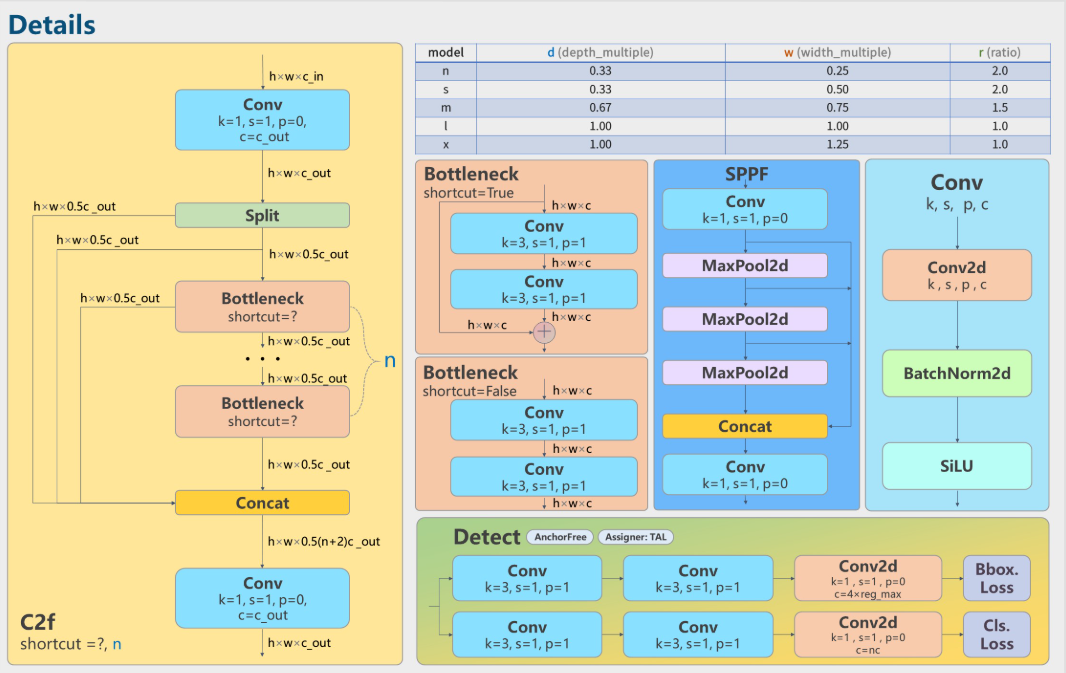 Details
h×w×c_in
Conv
k=1, s=1, p=0,
c=c_out
h×w×c_out
h×w×0.5c_out
Split
h×w×0.5c_out
h×w×0.5c_out
h×w×0.5c_out
Bottleneck
shortcut=?
h×w×0.5c_out
. . .
n
h×w×0.5c_out
Bottleneck
shortcut=?
h×w×0.5c_out
Concat
h×w×0.5(n+2)c_out
Conv
k=1, s=1, p=0,
c=c_out
h×w×c_out
C2f
shortcut =?, n
model d (depth_multiple) w (width_multiple) r (ratio)
n 0.33 0.25 2.0
s 0.33 0.50 2.0
m 0.67 0.75 1.5
l 1.00 1.00 1.0
x 1.00 1.25 1.0
Bottleneck
shortcut=True
h×w×c
Conv
k=3, s=1, p=1
h×w×c
Conv
k=3, s=1, p=1
h×w×c
h×w×c
+
Bottleneck
shortcut=False
h×w×c
Conv
k=3, s=1, p=1
h×w×c
Conv
k=3, s=1, p=1
h×w×c
SPPF
Conv
k=1, s=1, p=0
MaxPool2d
MaxPool2d
MaxPool2d
Concat
Conv
k=1, s=1, p=0
Conv
k, s, p, c
Conv2d
k , s , p , c
BatchNorm2d
SiLU
Detect AnchorFree Assigner: TAL
Conv
k=3, s=1, p=1
Conv
k=3, s=1, p=1
Conv2d
k=1 , s=1 , p=0
c=4×reg_max
Bbox.
Loss
Conv
k=3, s=1, p=1
Conv
k=3, s=1, p=1
Conv2d
k=1 , s=1 , p=0
c=nc
Cls.
Loss